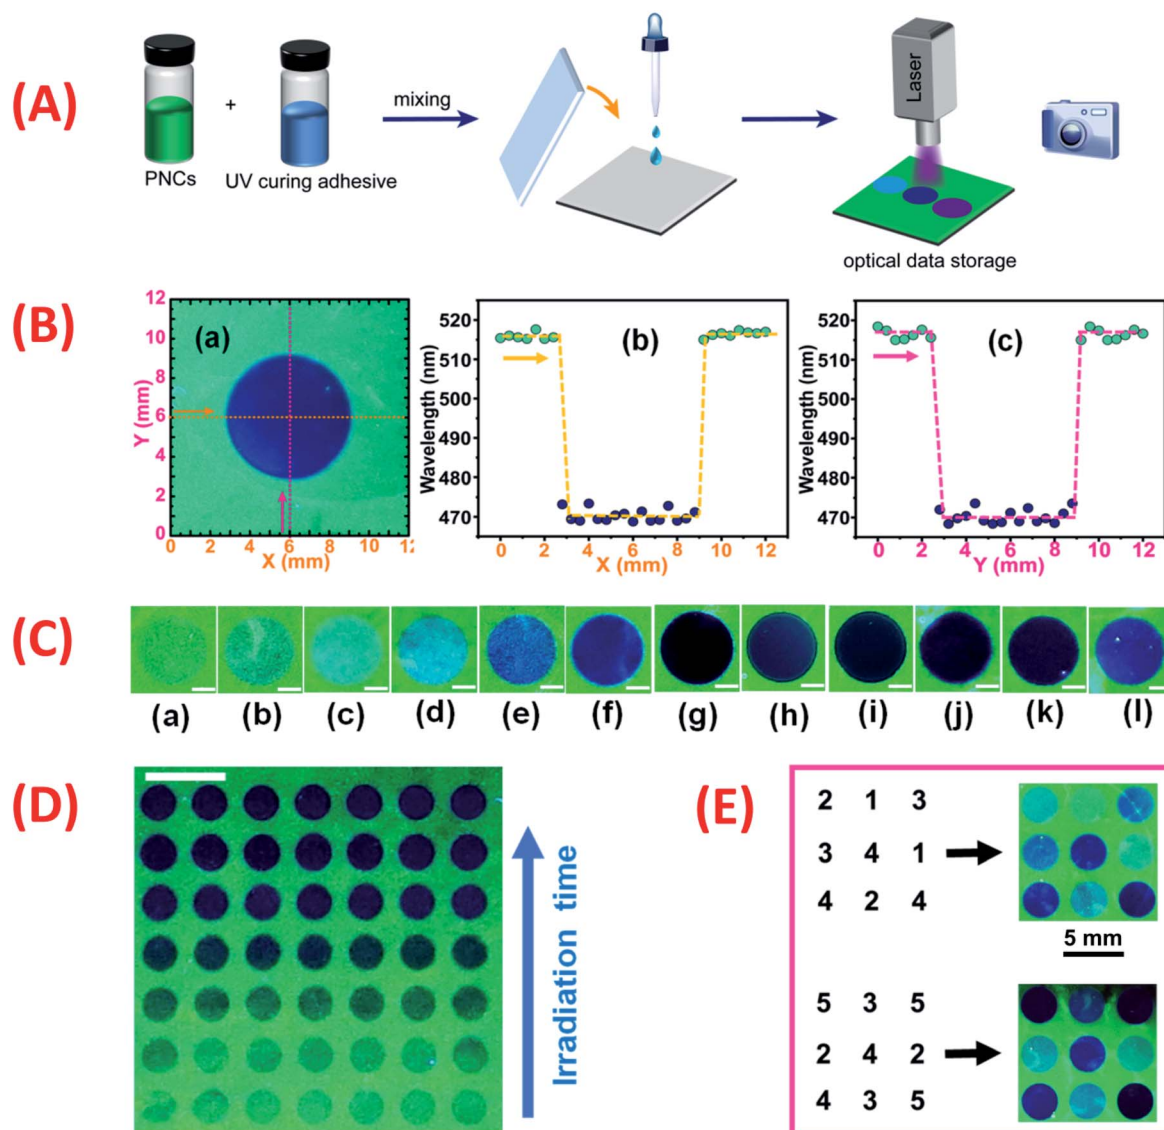 (A)
PNCs
+
UV curing adhesive
mixing
Laser
optical data storage
(B)
(a)
Y (mm)
12
10
8
6
4
2
0
0 2 4 6 8 10 12
X (mm)
(b)
Wavelength (nm)
520
510
500
490
480
470
0 2 4 6 8 10 12
X (mm)
(c)
Wavelength (nm)
520
510
500
490
480
470
0 2 4 6 8 10 12
Y (mm)
(C)
(a) (b) (c) (d) (e) (f) (g) (h) (i) (j) (k) (l)
(D)
Irradiation time
(E)
2 1 3
3 4 1
4 2 4
5 mm
5 3 5
2 4 2
4 3 5